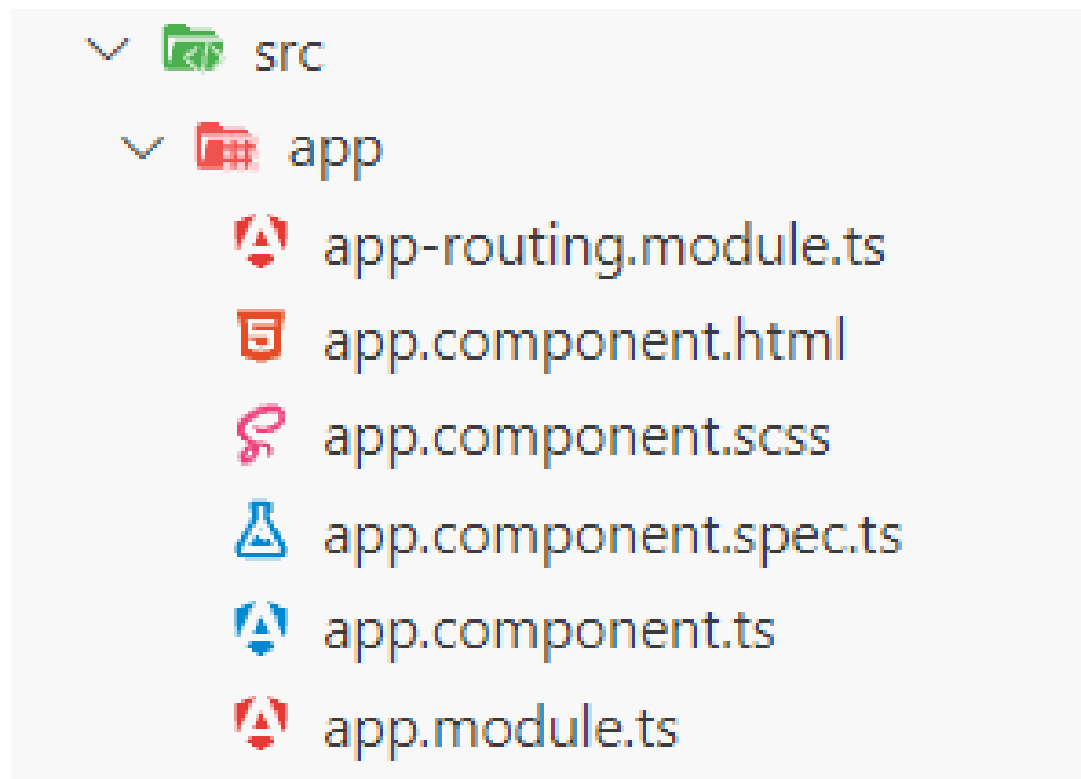 src
app
app-routing.module.ts
app.component.html
app.component.scss
app.component.spec.ts
app.component.ts
app.module.ts